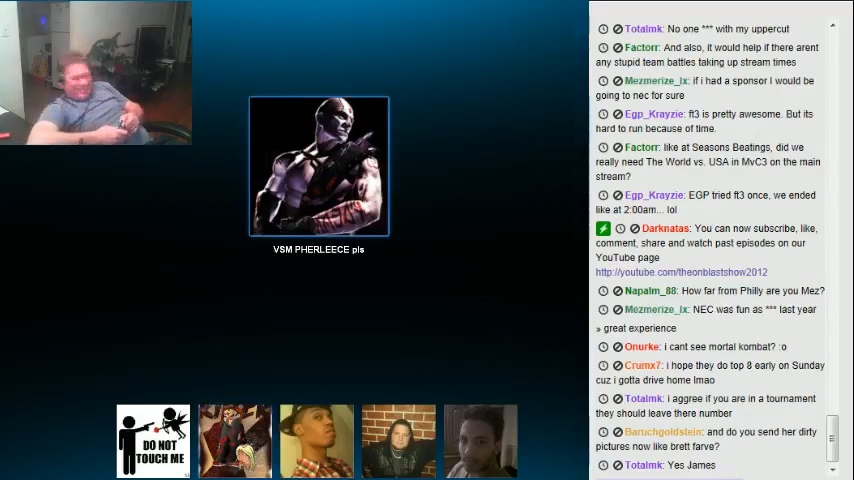 Totalmk: No one *** with my uppercut
Factorr: And also, it would help if there arent
any stupid team battles taking up stream times
Mezmerize_Ix: if i had a sponsor I would be
going to nec for sure
Egp_Krayzie: ft3 is pretty awesome. But its
hard to run because of time.
Factorr: like at Seasons Beatings, did we
really need The World vs. USA in MvC3 on the main
stream?
Egp_Krayzie: EGP tried ft3 once, we ended
like at 2:00am... lol
Darknatas: You can now subscribe, like,
comment, share and watch past episodes on our
YouTube page
http://youtube.com/theonblastshow2012
Napalm_88: How far from Philly are you Mez?
Mezmerize_Ix: NEC was fun as *** last year
» great experience
Onurke: i cant see mortal kombat? :o
Crumx7: i hope they do top 8 early on Sunday
cuz i gotta drive home lmao
Totalmk: I aggree if you are in a tournament
they should leave there number
Baruchgoldstein: and do you send her dirty
pictures now like brett farve?
Totalmk: Yes James
VSM PHERLEECE pls
DO NOT
TOUCH ME